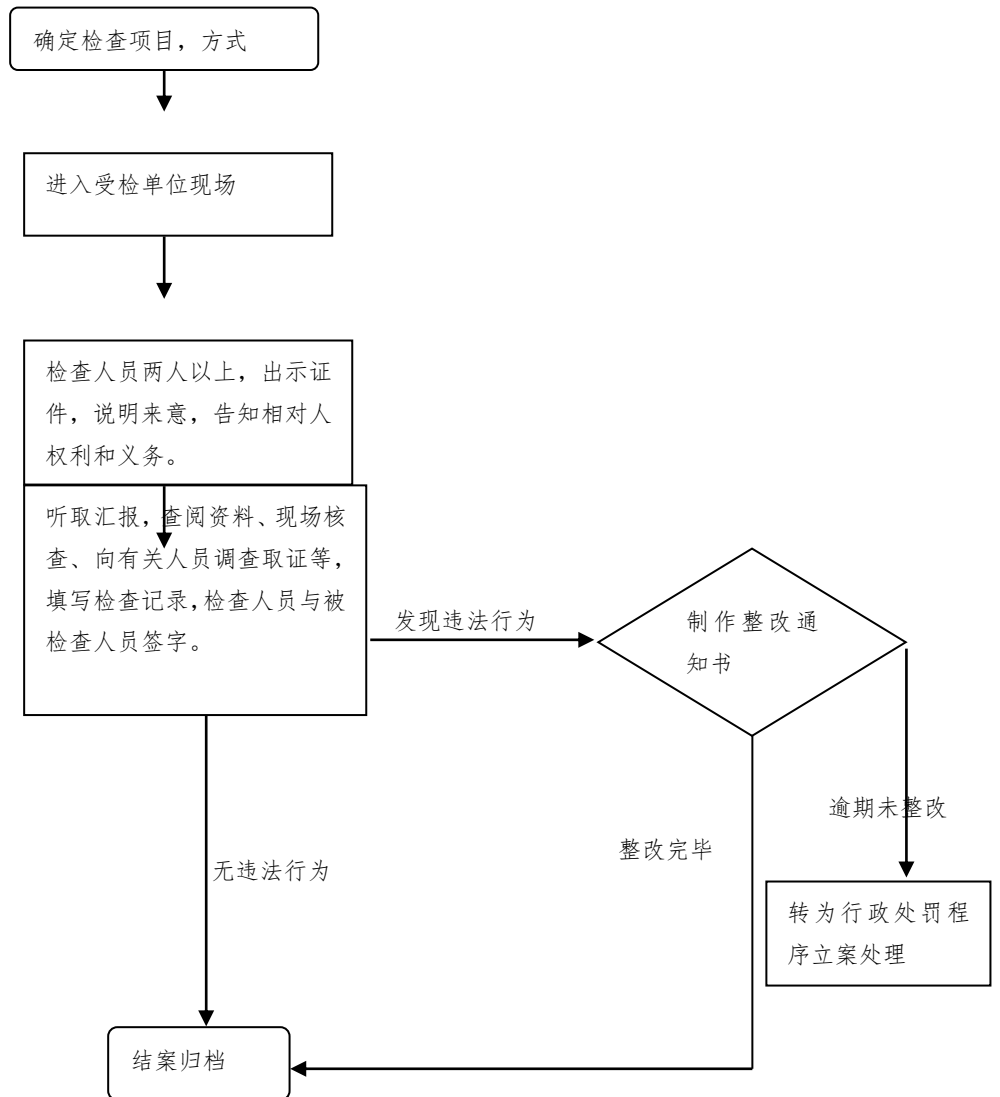 确定检查项目，方式
进入受检单位现场
检查人员两人以上，出示证
件，说明来意，告知相对人
权利和义务。
听取汇报，查阅资料、现场核
查、向有关人员调查取证等，
填写检查记录，检查人员与被
检查人员签字。
发现违法行为
制作整改通
知书
逾期未整改
整改完毕
无违法行为
转为行政处罚程
序立案处理
结案归档